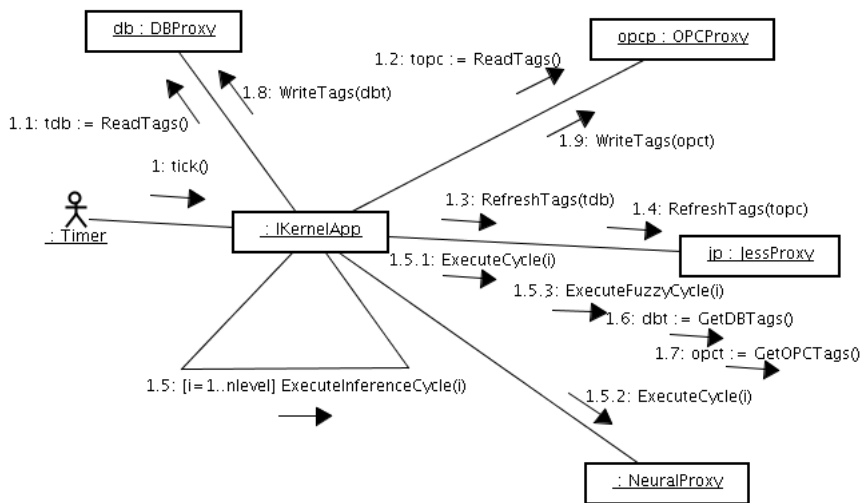 db : DBProxy
opcp : OPCProxy
1.2: topc := ReadTags()
1.8: WriteTags(dbt)
1.1: tdb := ReadTags()
1.9: WriteTags(opct)
1: tick()
1.3: RefreshTags(tdb)
1.4: RefreshTags(topc)
: Timer
: IKernelApp
jp : JessProxy
1.5.1: ExecuteCycle(i)
1.5.3: ExecuteFuzzyCycle(i)
1.6: dbt := GetDBTags()
1.7: opct := GetOPCTags()
1.5: [i=1..nlevel] ExecuteInferenceCycle(i)
1.5.2: ExecuteCycle(i)
: NeuralProxy